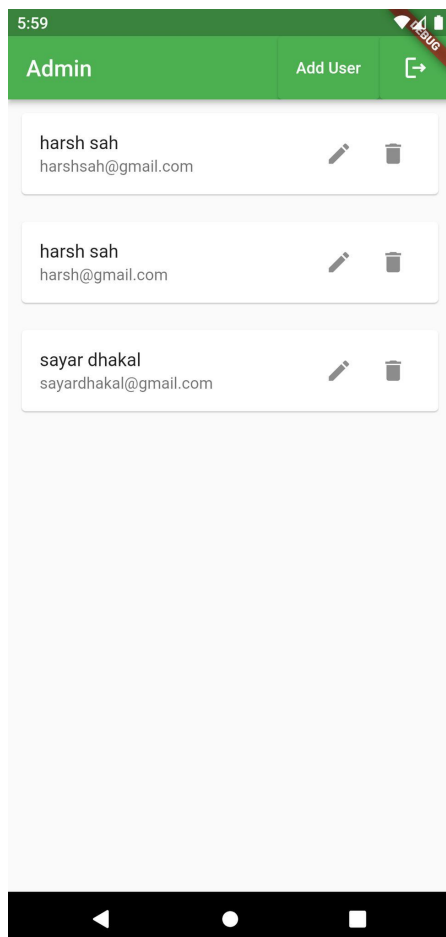 5:59
DEBUG
Admin
Add User
harsh sah
harshsah@gmail.com
harsh sah
harsh@gmail.com
sayar dhakal
sayardhakal@gmail.com